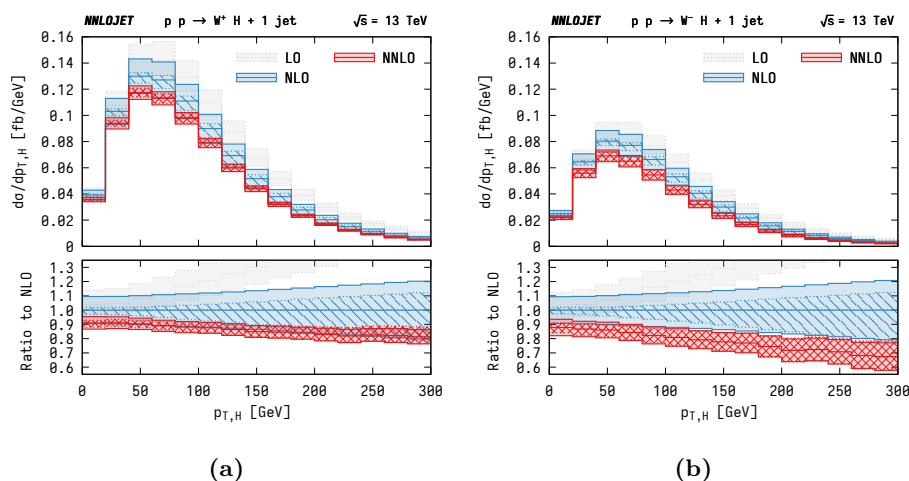 NNLOJET p p → W⁺ H + 1 jet √s = 13 TeV
LO
NNLO
NLO
dσ/dp_T,H [fb/GeV]
0.16
0.14
0.12
0.1
0.08
0.06
0.04
0.02
0
Ratio to NLO
1.3
1.2
1.1
1.0
0.9
0.8
0.7
0.6
0 50 100 150 200 250 300
p_T,H [GeV]
(a)
NNLOJET p p → W⁻ H + 1 jet √s = 13 TeV
LO
NNLO
NLO
dσ/dp_T,H [fb/GeV]
0.16
0.14
0.12
0.1
0.08
0.06
0.04
0.02
0
Ratio to NLO
1.3
1.2
1.1
1.0
0.9
0.8
0.7
0.6
0 50 100 150 200 250 300
p_T,H [GeV]
(b)